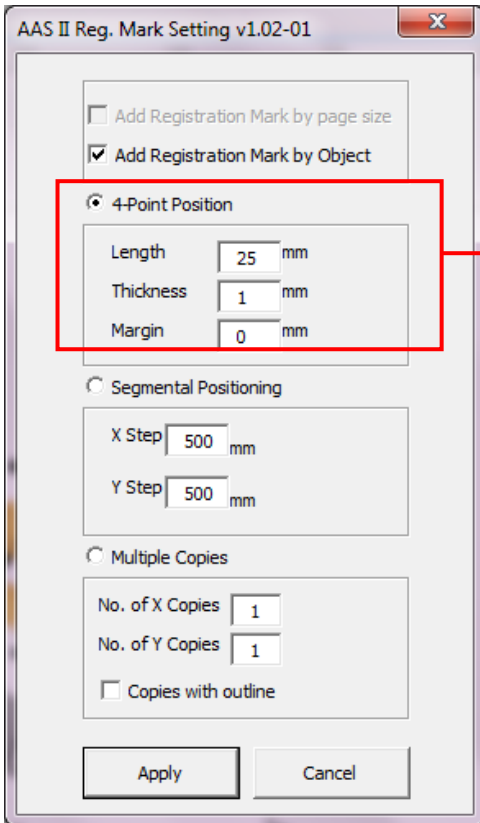 AAS II Reg. Mark Setting v1.02-01
Add Registration Mark by page size
Add Registration Mark by Object
4-Point Position
Length 25 mm
Thickness 1 mm
Margin 0 mm
Segmental Positioning
X Step 500 mm
Y Step 500 mm
Multiple Copies
No. of X Copies 1
No. of Y Copies 1
Copies with outline
Apply Cancel